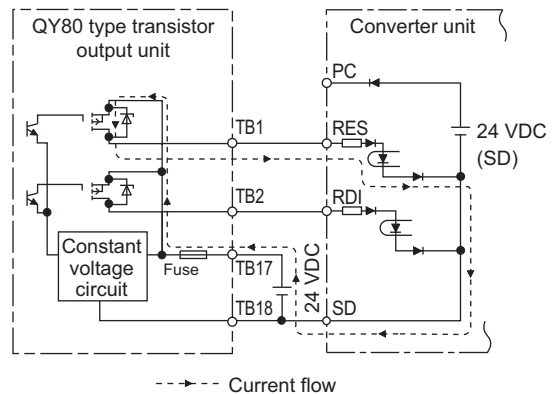 QY80 type transistor
output unit
Converter unit
PC
24 VDC
(SD)
TB1
RES
TB2
RDI
Constant
voltage
circuit
Fuse
TB17
24 VDC
TB18
SD
Current flow